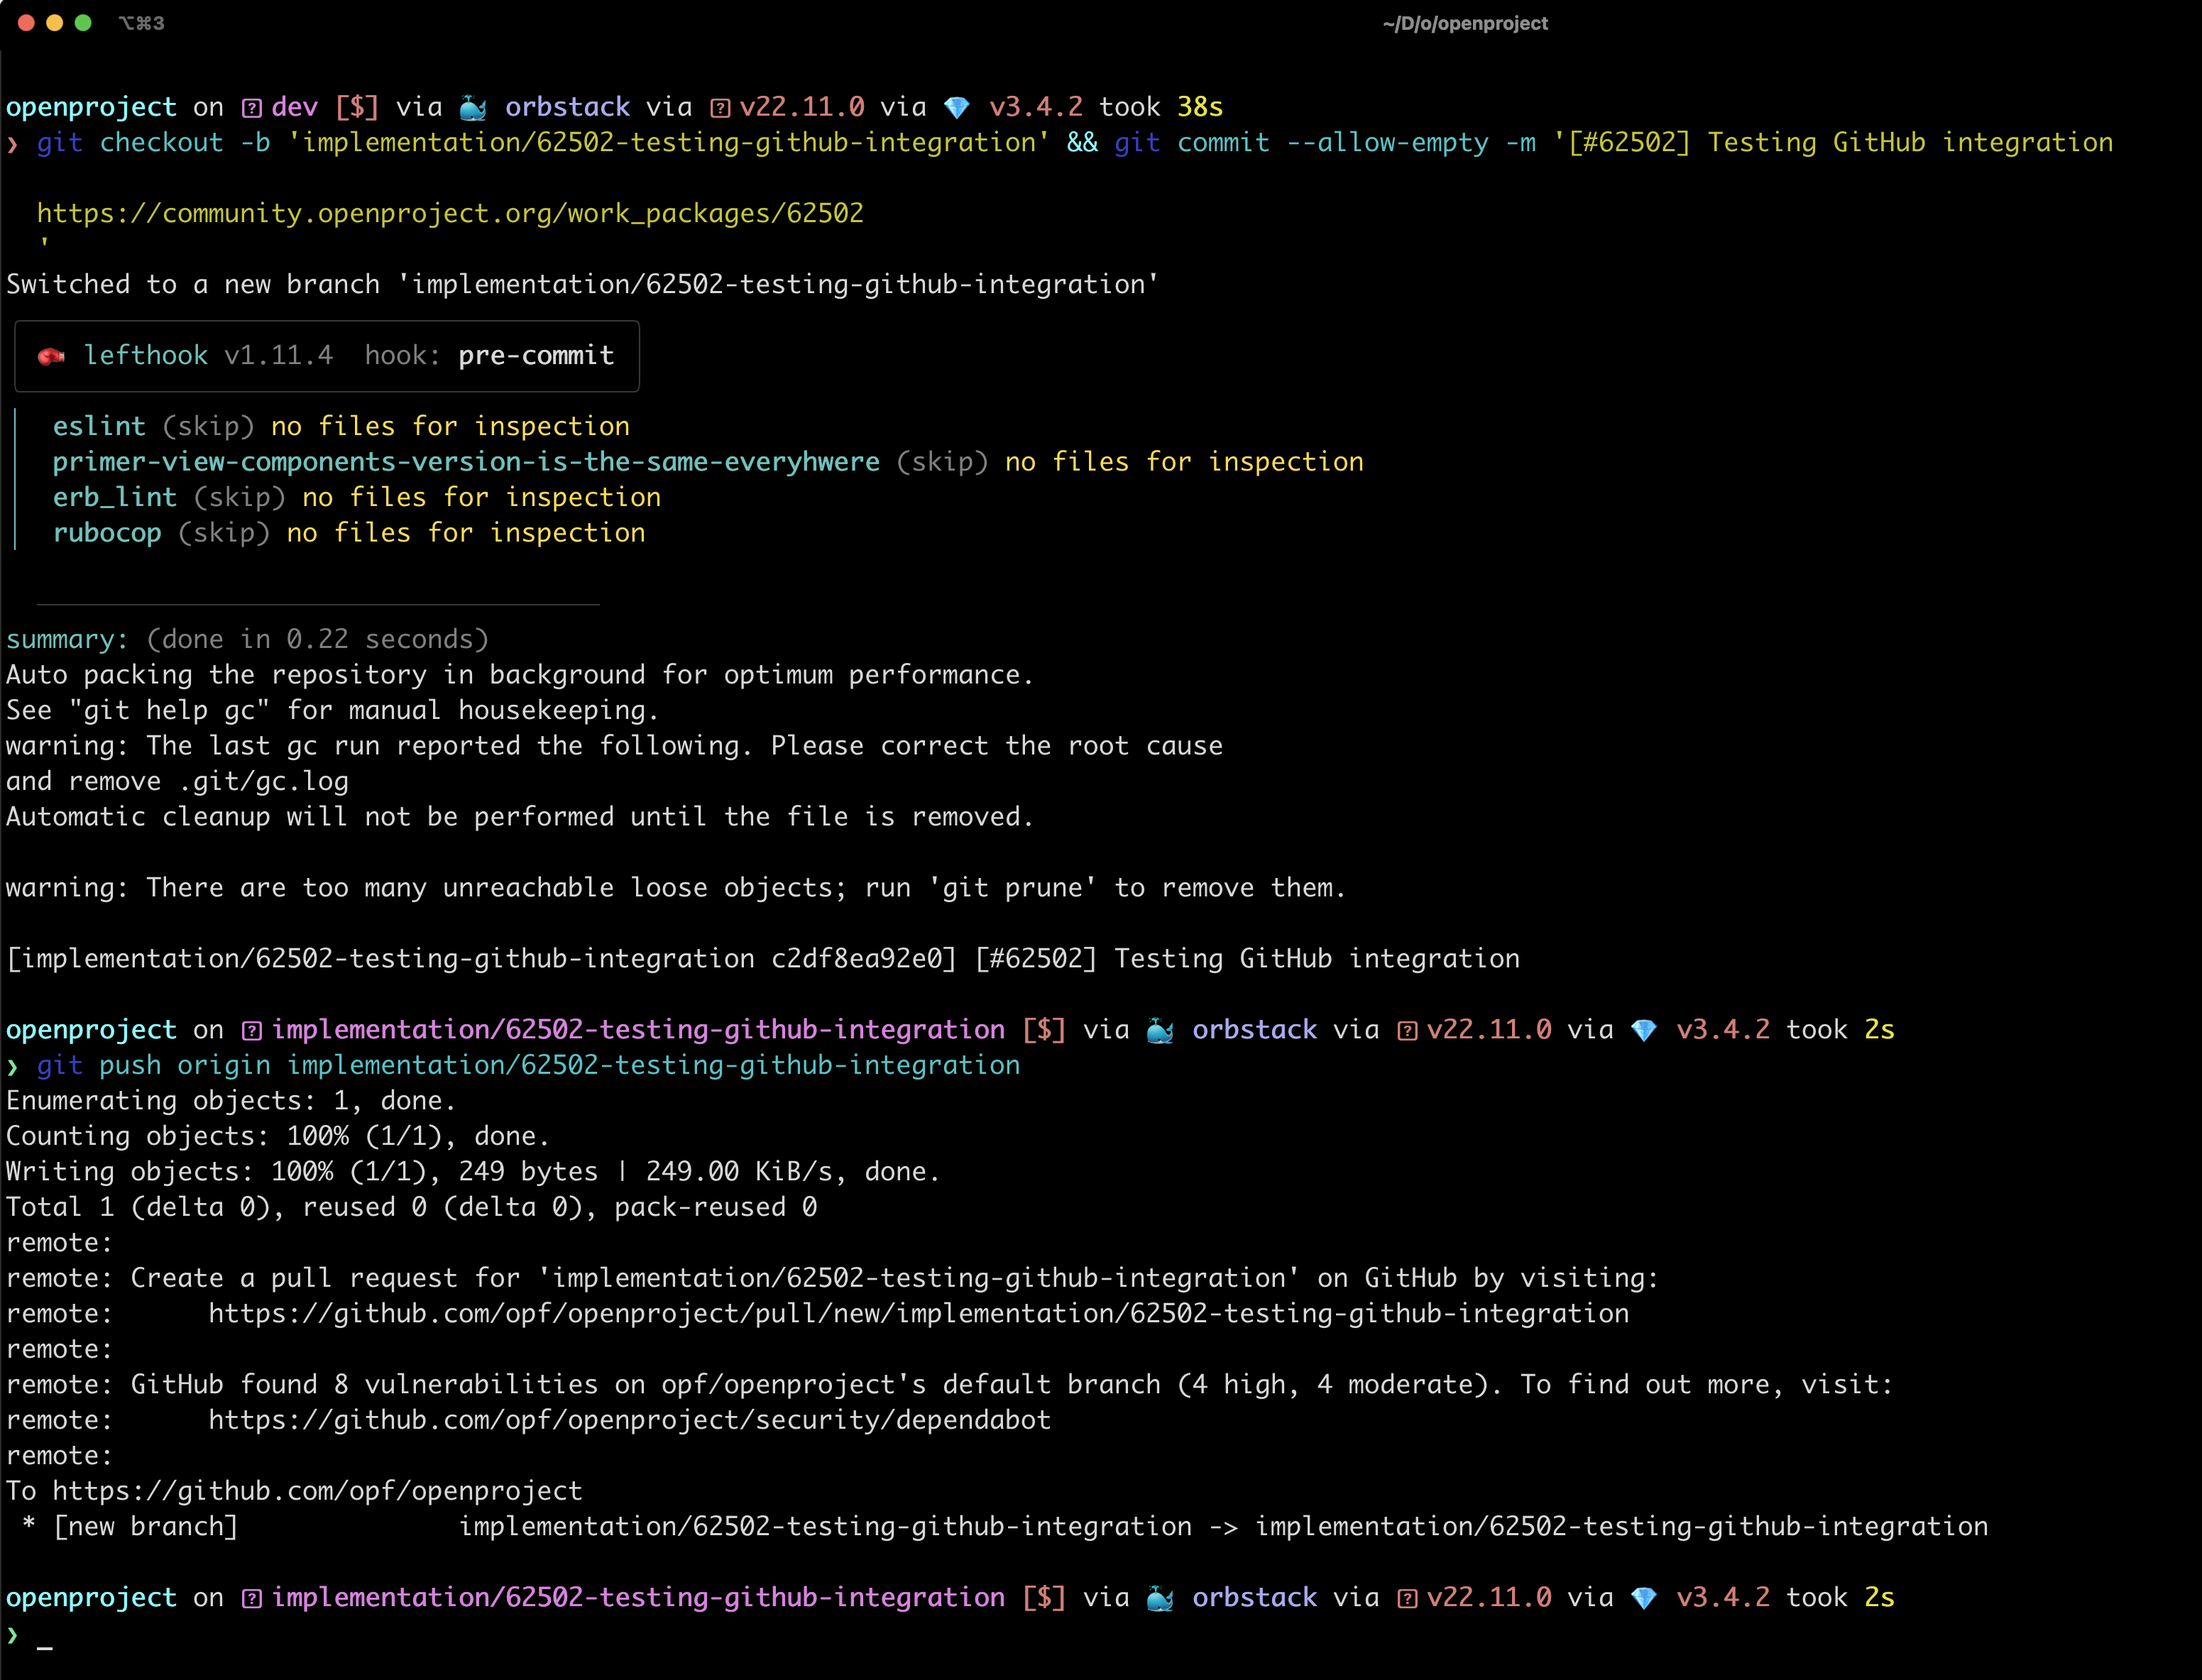 ⌥⌘3
~/D/o/openproject
openproject on dev [$] via 🐳 orbstack via v22.11.0 via 💎 v3.4.2 took 38s
❯ git checkout -b 'implementation/62502-testing-github-integration' && git commit --allow-empty -m '[#62502] Testing GitHub integration
https://community.openproject.org/work_packages/62502
'
Switched to a new branch 'implementation/62502-testing-github-integration'
🥊 lefthook v1.11.4 hook: pre-commit
eslint (skip) no files for inspection
primer-view-components-version-is-the-same-everyhwere (skip) no files for inspection
erb_lint (skip) no files for inspection
rubocop (skip) no files for inspection
summary: (done in 0.22 seconds)
Auto packing the repository in background for optimum performance.
See "git help gc" for manual housekeeping.
warning: The last gc run reported the following. Please correct the root cause
and remove .git/gc.log
Automatic cleanup will not be performed until the file is removed.
warning: There are too many unreachable loose objects; run 'git prune' to remove them.
[implementation/62502-testing-github-integration c2df8ea92e0] [#62502] Testing GitHub integration
openproject on implementation/62502-testing-github-integration [$] via 🐳 orbstack via v22.11.0 via 💎 v3.4.2 took 2s
❯ git push origin implementation/62502-testing-github-integration
Enumerating objects: 1, done.
Counting objects: 100% (1/1), done.
Writing objects: 100% (1/1), 249 bytes | 249.00 KiB/s, done.
Total 1 (delta 0), reused 0 (delta 0), pack-reused 0
remote:
remote: Create a pull request for 'implementation/62502-testing-github-integration' on GitHub by visiting:
remote: https://github.com/opf/openproject/pull/new/implementation/62502-testing-github-integration
remote:
remote: GitHub found 8 vulnerabilities on opf/openproject's default branch (4 high, 4 moderate). To find out more, visit:
remote: https://github.com/opf/openproject/security/dependabot
remote:
To https://github.com/opf/openproject
* [new branch] implementation/62502-testing-github-integration -> implementation/62502-testing-github-integration
openproject on implementation/62502-testing-github-integration [$] via 🐳 orbstack via v22.11.0 via 💎 v3.4.2 took 2s
❯ _